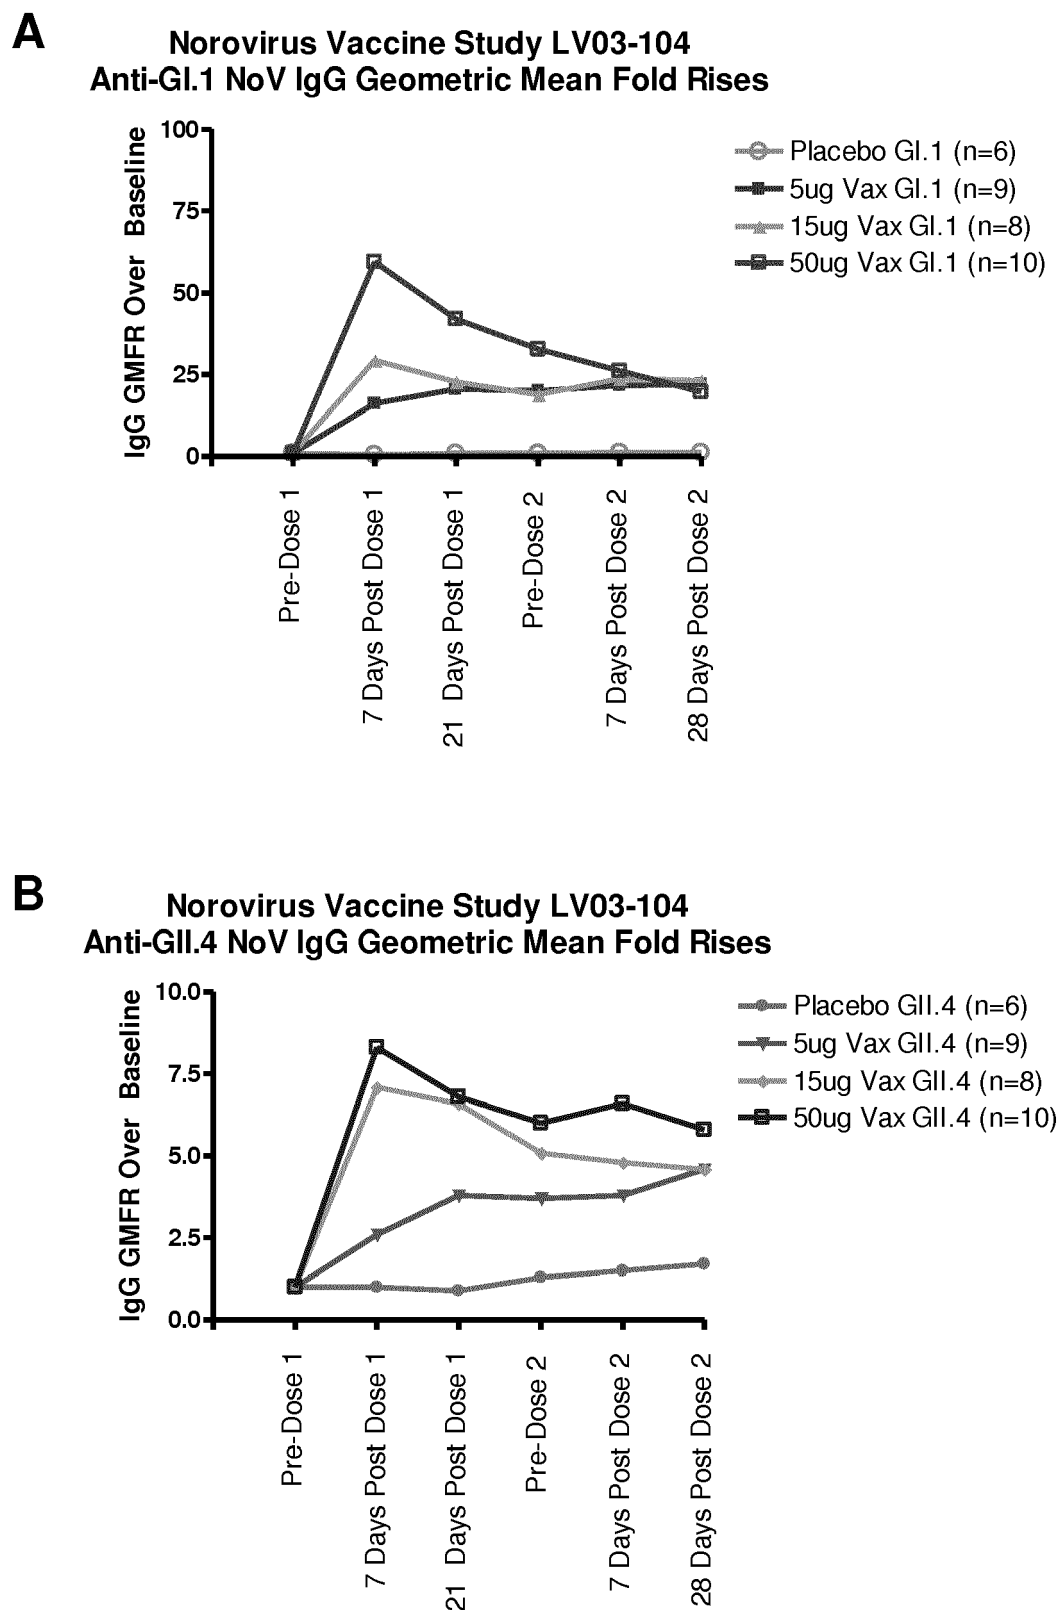 A
Norovirus Vaccine Study LV03-104
Anti-GI.1 NoV IgG Geometric Mean Fold Rises
IgG GMFR Over Baseline
100
75
50
25
0
Placebo GI.1 (n=6)
5ug Vax GI.1 (n=9)
15ug Vax GI.1 (n=8)
50ug Vax GI.1 (n=10)
Pre-Dose 1
7 Days Post Dose 1
21 Days Post Dose 1
Pre-Dose 2
7 Days Post Dose 2
28 Days Post Dose 2
B
Norovirus Vaccine Study LV03-104
Anti-GII.4 NoV IgG Geometric Mean Fold Rises
IgG GMFR Over Baseline
10.0
7.5
5.0
2.5
0.0
Placebo GII.4 (n=6)
5ug Vax GII.4 (n=9)
15ug Vax GII.4 (n=8)
50ug Vax GII.4 (n=10)
Pre-Dose 1
7 Days Post Dose 1
21 Days Post Dose 1
Pre-Dose 2
7 Days Post Dose 2
28 Days Post Dose 2